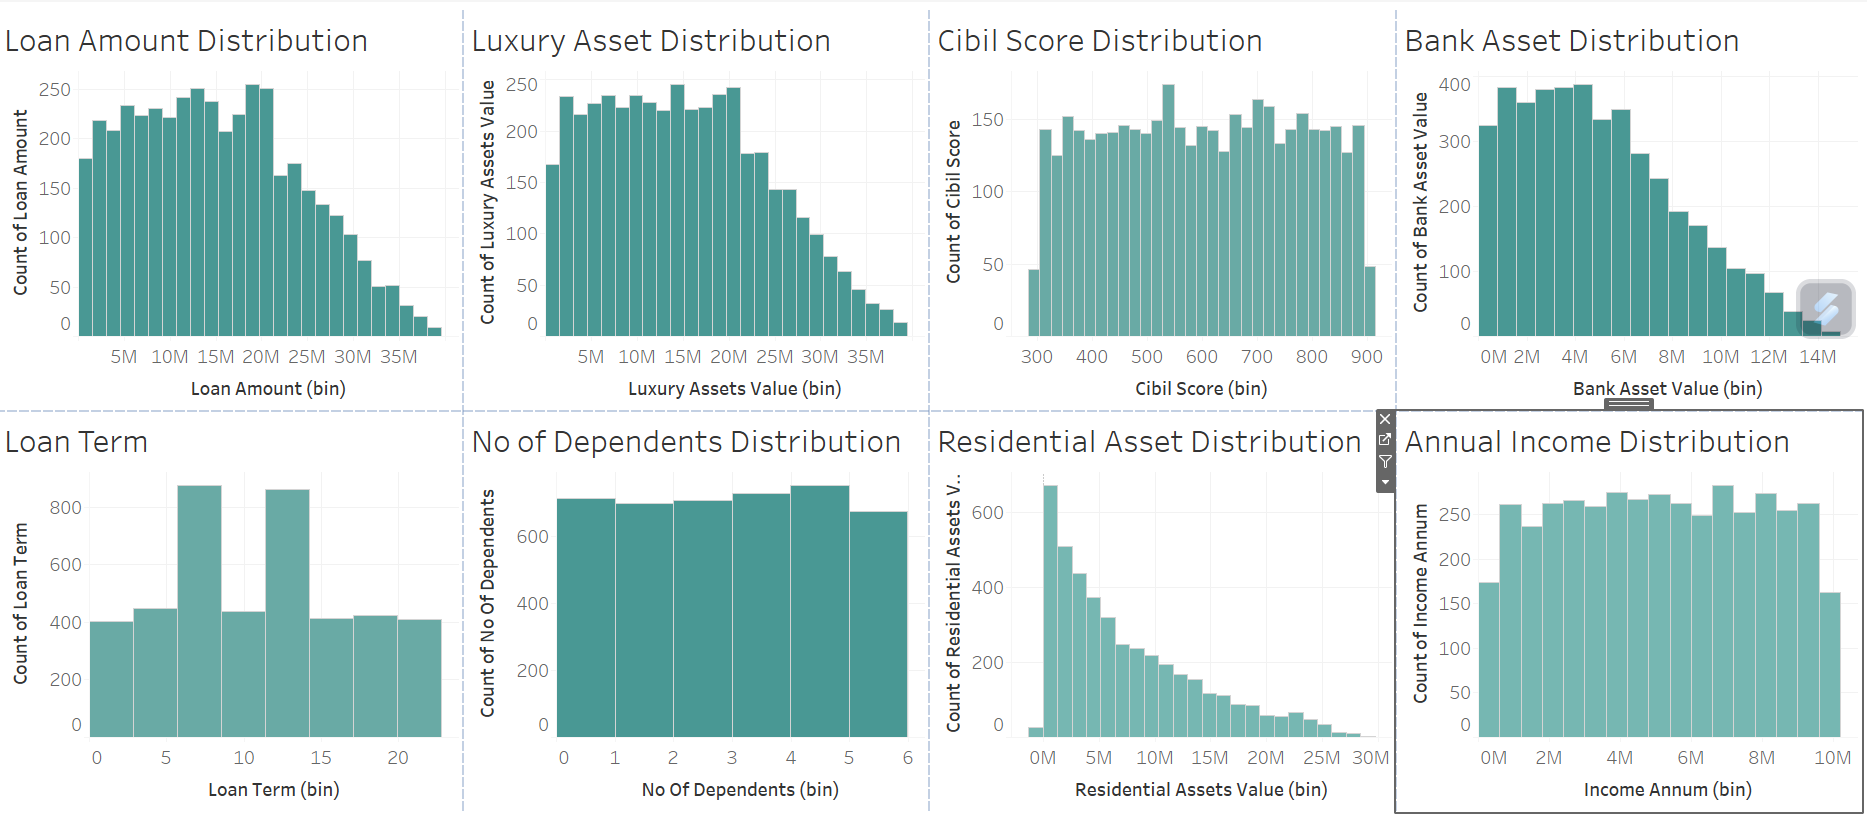 Loan Amount Distribution
Count of Loan Amount
250
200
150
100
50
0
5M 10M 15M 20M 25M 30M 35M
Loan Amount (bin)
Luxury Asset Distribution
Count of Luxury Assets Value
250
200
150
100
50
0
5M 10M 15M 20M 25M 30M 35M
Luxury Assets Value (bin)
Cibil Score Distribution
Count of Cibil Score
150
100
50
0
300 400 500 600 700 800 900
Cibil Score (bin)
Bank Asset Distribution
Count of Bank Asset Value
400
300
200
100
0
0M 2M 4M 6M 8M 10M 12M 14M
Bank Asset Value (bin)
Loan Term
Count of Loan Term
800
600
400
200
0
0 5 10 15 20
Loan Term (bin)
No of Dependents Distribution
Count of No Of Dependents
600
400
200
0
0 1 2 3 4 5 6
No Of Dependents (bin)
Residential Asset Distribution
Count of Residential Assets V..
600
400
200
0
0M 5M 10M 15M 20M 25M 30M
Residential Assets Value (bin)
Annual Income Distribution
Count of Income Annum
250
200
150
100
50
0
0M 2M 4M 6M 8M 10M
Income Annum (bin)